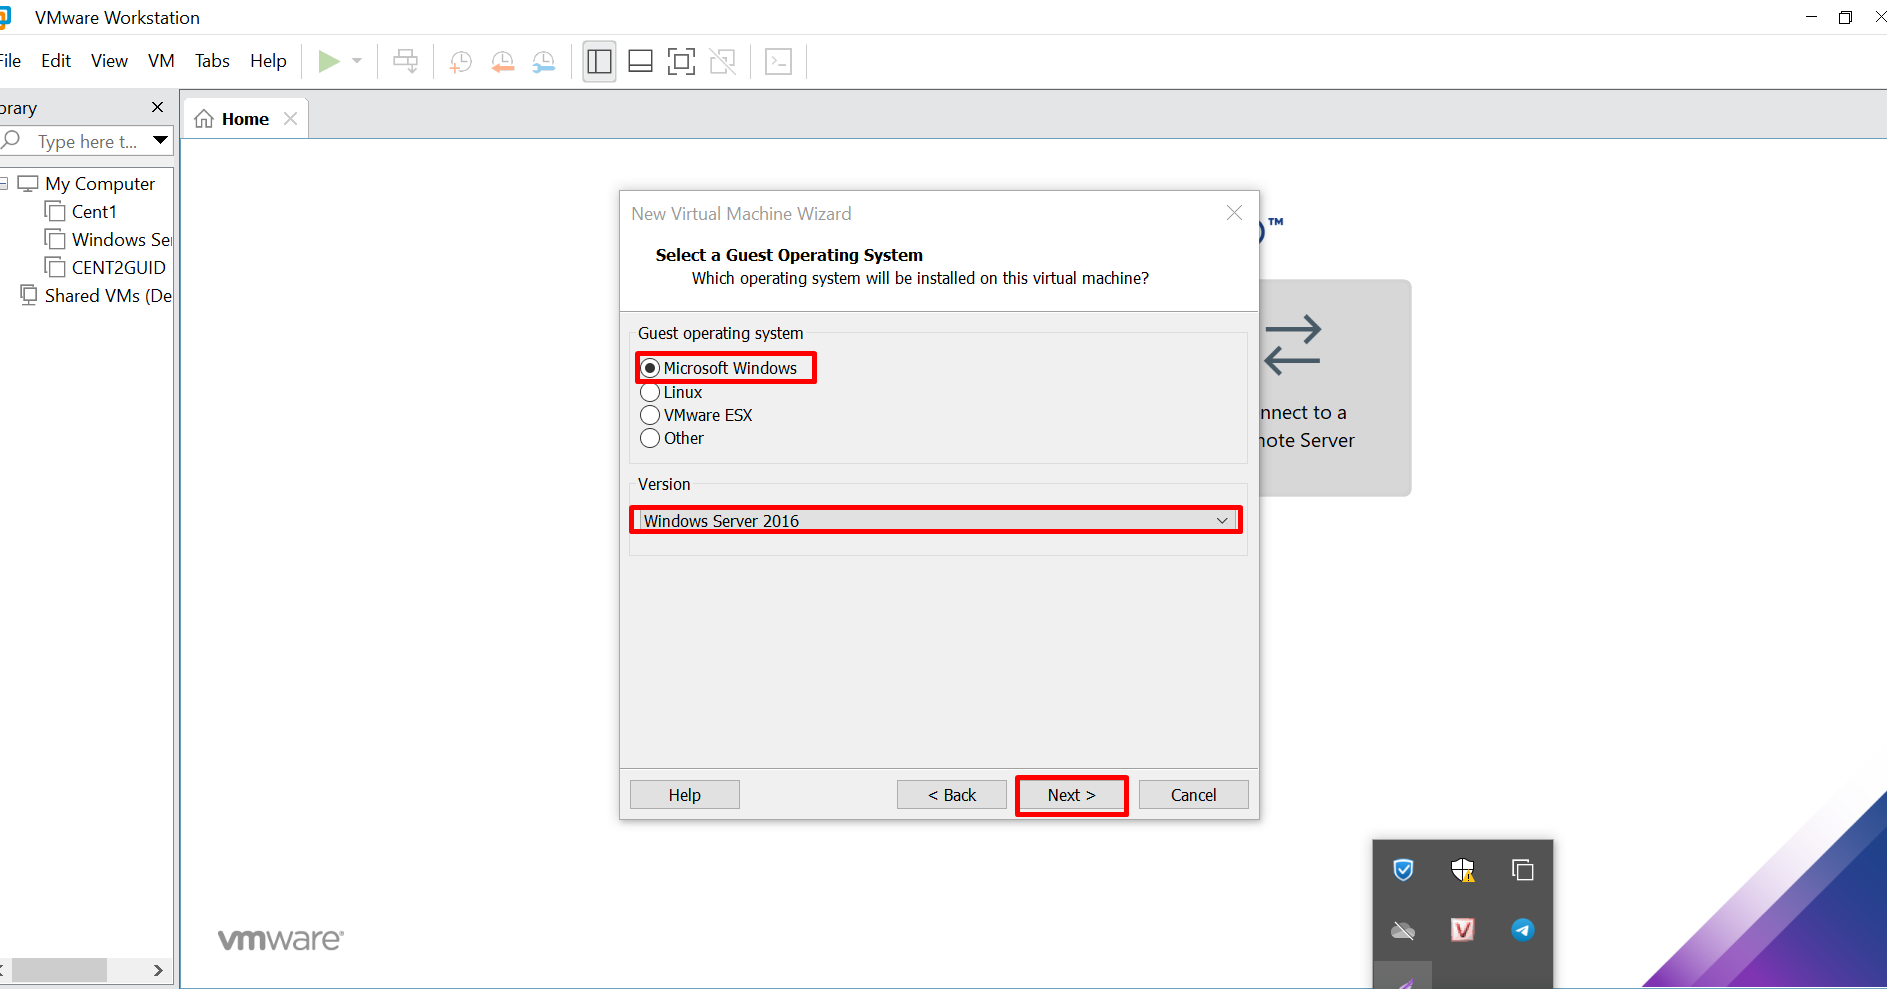 VMware Workstation
File Edit View VM Tabs Help
brary
Home
Type here t...
My Computer
Cent1
Windows Ser
CENT2GUID
Shared VMs (De
™
New Virtual Machine Wizard
Select a Guest Operating System
Which operating system will be installed on this virtual machine?
Guest operating system
Microsoft Windows
Linux
VMware ESX
Other
nnect to a
note Server
Version
Windows Server 2016
Help
< Back
Next >
Cancel
vmware
V